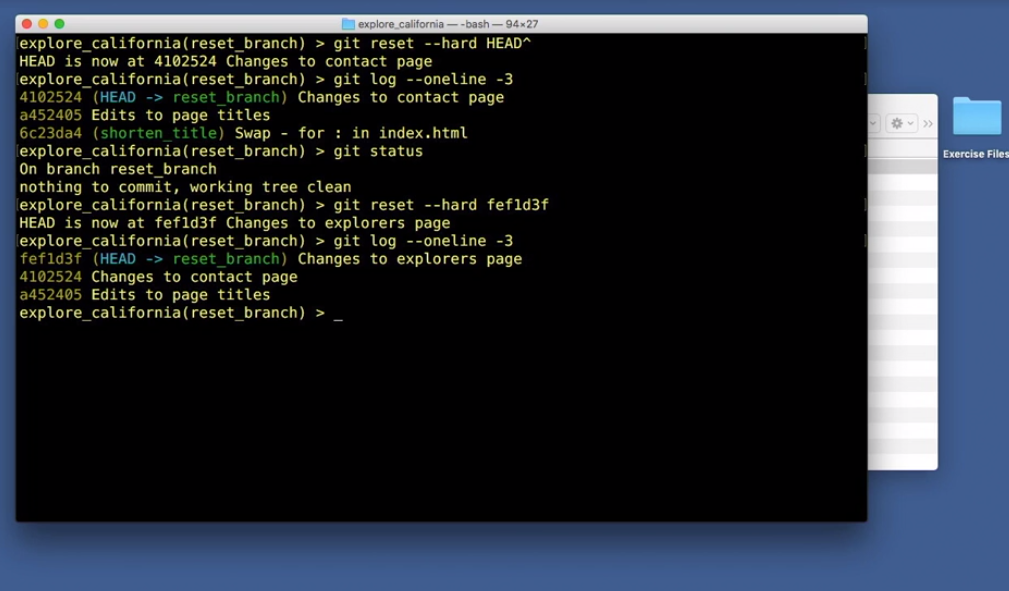 explore_california — -bash — 94×27
explore_california(reset_branch) > git reset --hard HEAD^
HEAD is now at 4102524 Changes to contact page
explore_california(reset_branch) > git log --oneline -3
4102524 (HEAD -> reset_branch) Changes to contact page
a452405 Edits to page titles
6c23da4 (shorten_title) Swap - for : in index.html
explore_california(reset_branch) > git status
On branch reset_branch
nothing to commit, working tree clean
explore_california(reset_branch) > git reset --hard fef1d3f
HEAD is now at fef1d3f Changes to explorers page
explore_california(reset_branch) > git log --oneline -3
fef1d3f (HEAD -> reset_branch) Changes to explorers page
4102524 Changes to contact page
a452405 Edits to page titles
explore_california(reset_branch) > _
Exercise Files